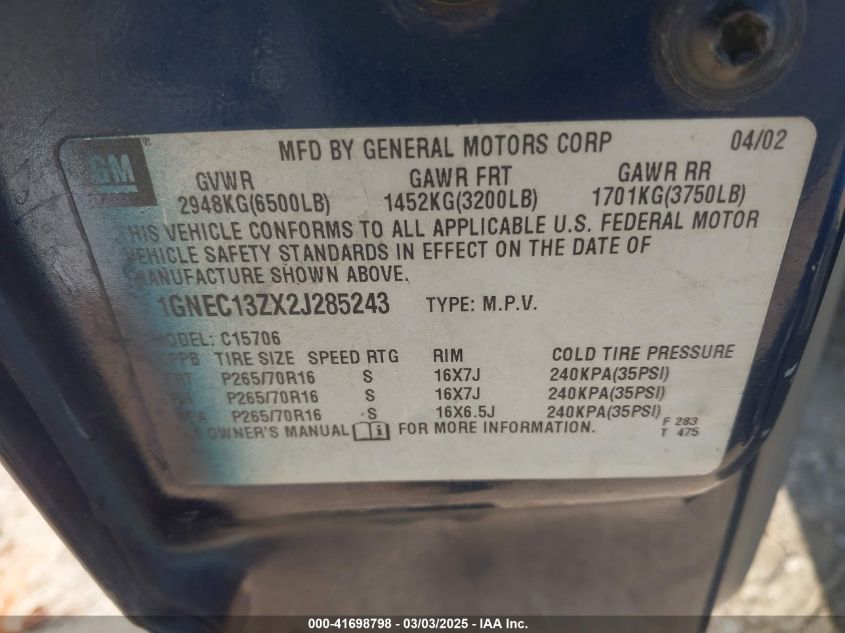 GM
MFD BY GENERAL MOTORS CORP 04/02
GVWR GAWR FRT GAWR RR
2948KG(6500LB) 1452KG(3200LB) 1701KG(3750LB)
THIS VEHICLE CONFORMS TO ALL APPLICABLE U.S. FEDERAL MOTOR
VEHICLE SAFETY STANDARDS IN EFFECT ON THE DATE OF
MANUFACTURE SHOWN ABOVE.
1GNEC13ZX2J285243 TYPE: M.P.V.
MODEL: C15706
TIRE SIZE SPEED RTG RIM COLD TIRE PRESSURE
FRT P265/70R16 S 16X7J 240KPA(35PSI)
P265/70R16 S 16X7J 240KPA(35PSI)
P265/70R16 S 16X6.5J 240KPA(35PSI)
OWNER'S MANUAL FOR MORE INFORMATION.
F 283
T 475
000-41698798 - 03/03/2025 - IAA Inc.